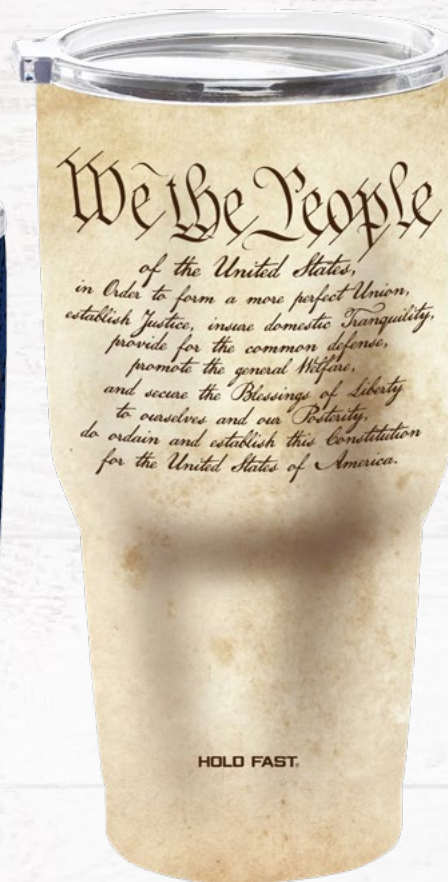 We the People
of the United States,
in Order to form a more perfect Union,
establish Justice, insure domestic Tranquility,
provide for the common defense,
promote the general Welfare,
and secure the Blessings of Liberty
to ourselves and our Posterity,
do ordain and establish this Constitution
for the United States of America.
HOLD FAST®